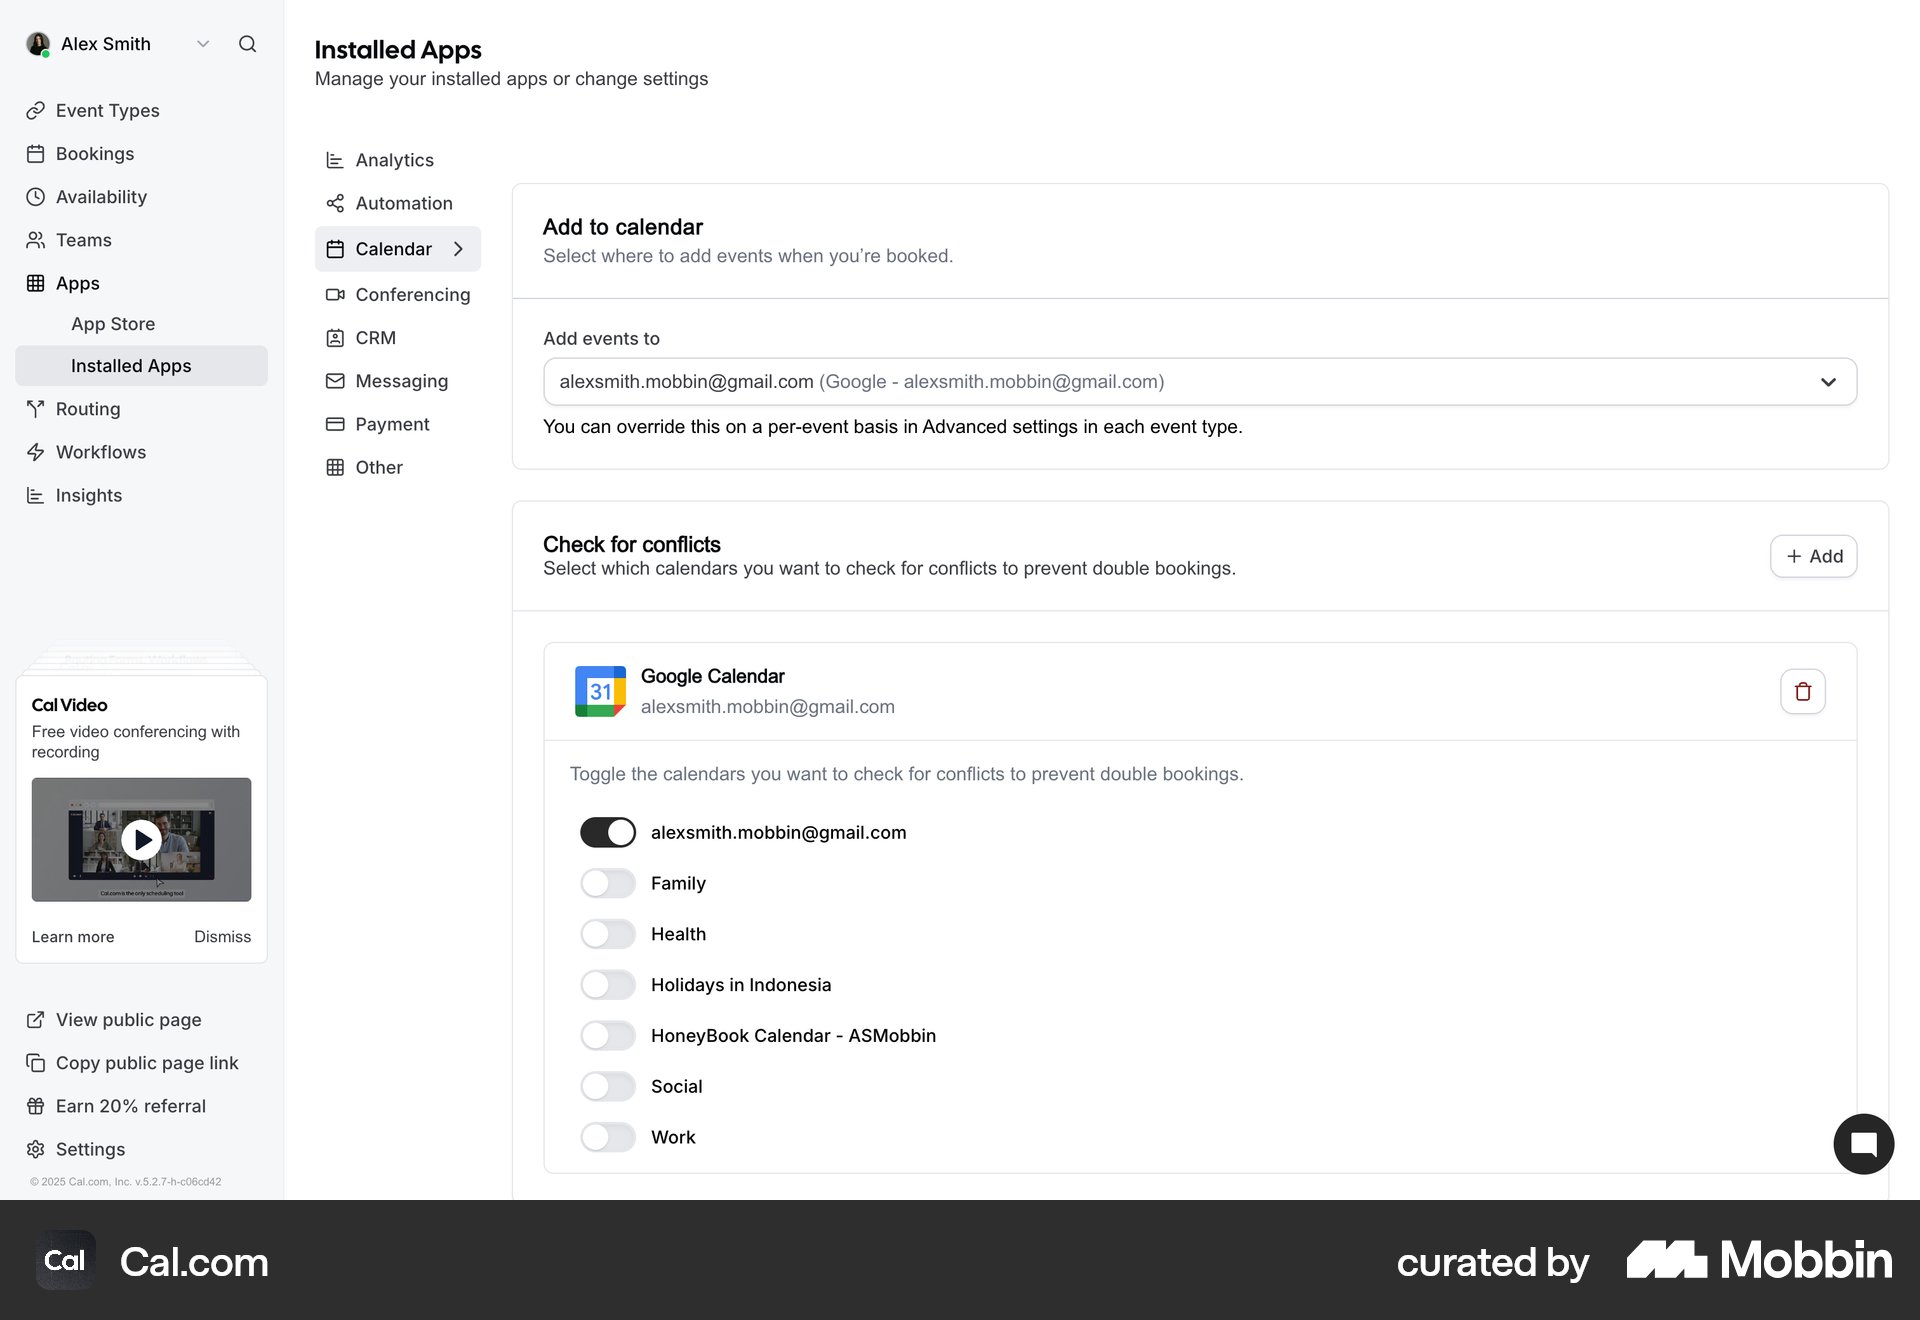 Alex Smith
Event Types
Bookings
Availability
Teams
Apps
App Store
Installed Apps
Routing
Workflows
Insights
Cal Video
Free video conferencing with
recording
Cal.com is the only scheduling tool
Learn more
Dismiss
View public page
Copy public page link
Earn 20% referral
Settings
© 2025 Cal.com, Inc. v.5.2.7-h-c06cd42
Installed Apps
Manage your installed apps or change settings
Analytics
Automation
Calendar
Conferencing
CRM
Messaging
Payment
Other
Add to calendar
Select where to add events when you’re booked.
Add events to
alexsmith.mobbin@gmail.com (Google - alexsmith.mobbin@gmail.com)
You can override this on a per-event basis in Advanced settings in each event type.
Check for conflicts
Select which calendars you want to check for conflicts to prevent double bookings.
Add
31
Google Calendar
alexsmith.mobbin@gmail.com
Toggle the calendars you want to check for conflicts to prevent double bookings.
alexsmith.mobbin@gmail.com
Family
Health
Holidays in Indonesia
HoneyBook Calendar - ASMobbin
Social
Work
Cal
Cal.com
curated by
Mobbin